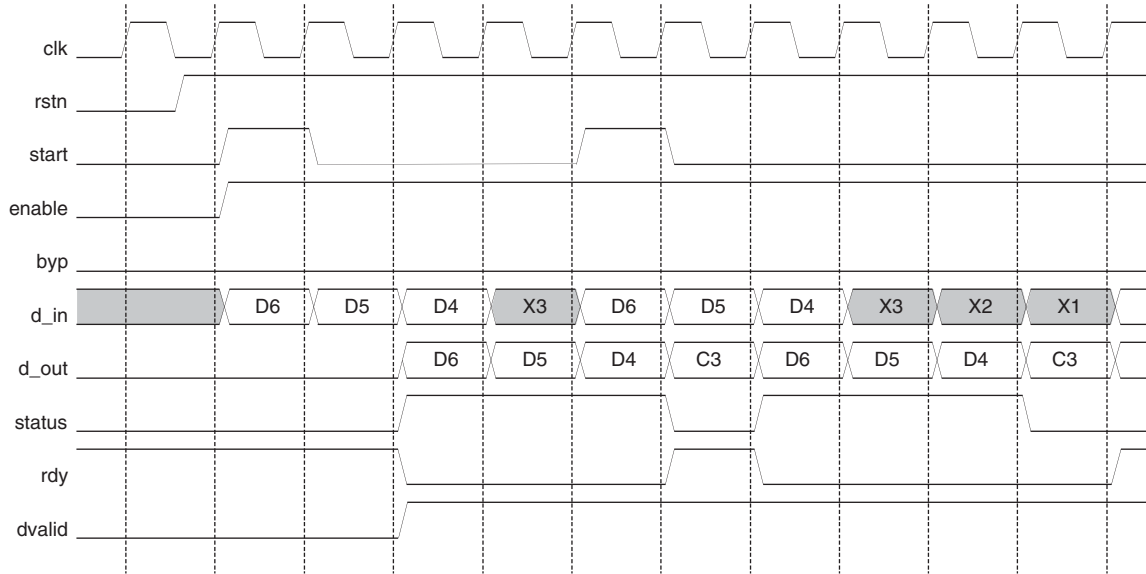 clk
rstn
start
enable
byp
d_in D6 D5 D4 X3 D6 D5 D4 X3 X2 X1
d_out D6 D5 D4 C3 D6 D5 D4 C3
status
rdy
dvalid